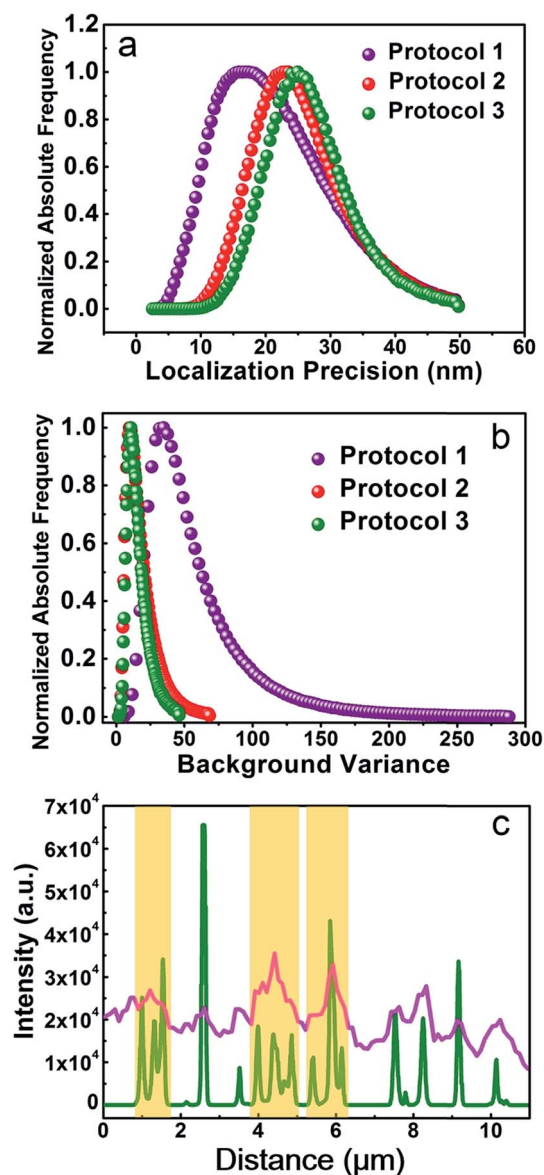 a
Normalized Absolute Frequency
1.2
1.0
0.8
0.6
0.4
0.2
0.0
Protocol 1
Protocol 2
Protocol 3
0 10 20 30 40 50 60
Localization Precision (nm)
b
Normalized Absolute Frequency
1.0
0.8
0.6
0.4
0.2
0.0
Protocol 1
Protocol 2
Protocol 3
0 50 100 150 200 250 300
Background Variance
c
Intensity (a.u.)
7x10⁴
6x10⁴
5x10⁴
4x10⁴
3x10⁴
2x10⁴
1x10⁴
0
0 2 4 6 8 10
Distance (µm)